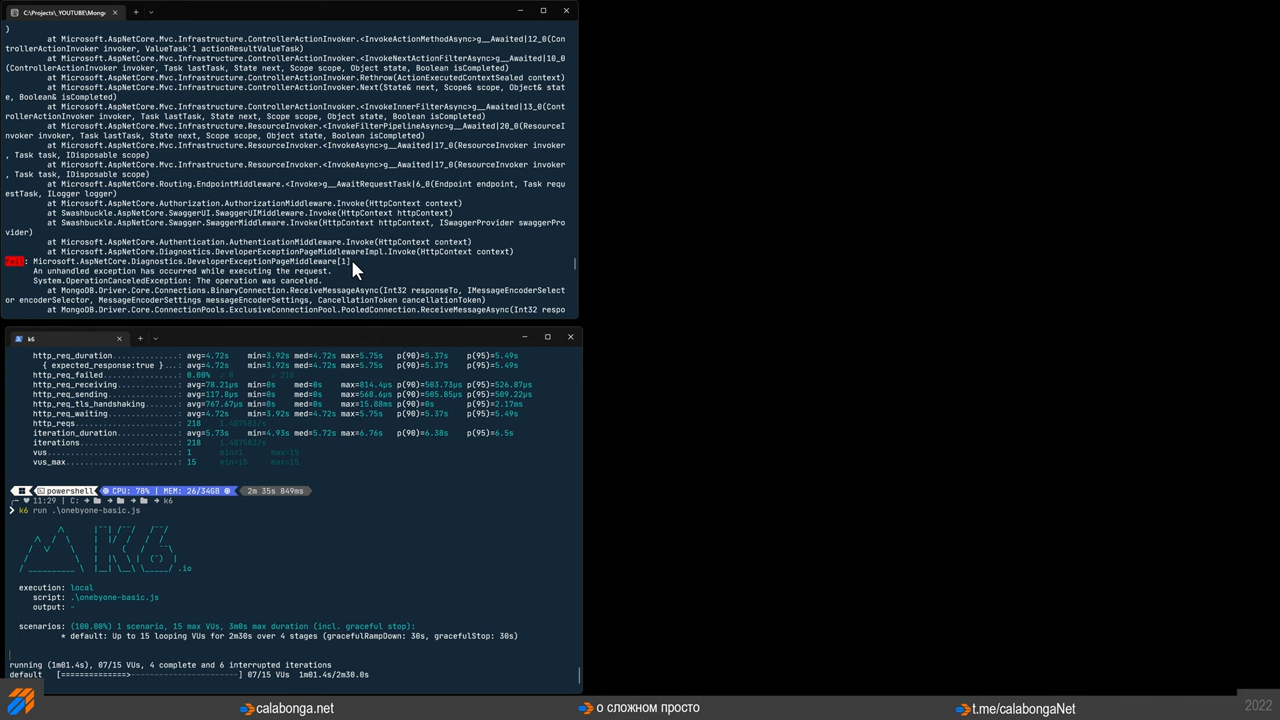 C:\Projects\_YOUTUBE\Mongo
)
at Microsoft.AspNetCore.Mvc.Infrastructure.ControllerActionInvoker.<InvokeActionMethodAsync>g__Awaited|12_0(Con
trollerActionInvoker invoker, ValueTask`1 actionResultValueTask)
at Microsoft.AspNetCore.Mvc.Infrastructure.ControllerActionInvoker.<InvokeNextActionFilterAsync>g__Awaited|10_0
(ControllerActionInvoker invoker, Task lastTask, State next, Scope scope, Object state, Boolean isCompleted)
at Microsoft.AspNetCore.Mvc.Infrastructure.ControllerActionInvoker.Rethrow(ActionExecutedContextSealed context)
at Microsoft.AspNetCore.Mvc.Infrastructure.ControllerActionInvoker.Next(State& next, Scope& scope, Object& stat
e, Boolean& isCompleted)
at Microsoft.AspNetCore.Mvc.Infrastructure.ControllerActionInvoker.<InvokeInnerFilterAsync>g__Awaited|13_0(Cont
rollerActionInvoker invoker, Task lastTask, State next, Scope scope, Object state, Boolean isCompleted)
at Microsoft.AspNetCore.Mvc.Infrastructure.ResourceInvoker.<InvokeFilterPipelineAsync>g__Awaited|20_0(ResourceI
nvoker invoker, Task lastTask, State next, Scope scope, Object state, Boolean isCompleted)
at Microsoft.AspNetCore.Mvc.Infrastructure.ResourceInvoker.<InvokeAsync>g__Awaited|17_0(ResourceInvoker invoker
, Task task, IDisposable scope)
at Microsoft.AspNetCore.Mvc.Infrastructure.ResourceInvoker.<InvokeAsync>g__Awaited|17_0(ResourceInvoker invoker
, Task task, IDisposable scope)
at Microsoft.AspNetCore.Routing.EndpointMiddleware.<Invoke>g__AwaitRequestTask|6_0(Endpoint endpoint, Task requ
estTask, ILogger logger)
at Microsoft.AspNetCore.Authorization.AuthorizationMiddleware.Invoke(HttpContext context)
at Swashbuckle.AspNetCore.SwaggerUI.SwaggerUIMiddleware.Invoke(HttpContext httpContext)
at Swashbuckle.AspNetCore.Swagger.SwaggerMiddleware.Invoke(HttpContext httpContext, ISwaggerProvider swaggerPro
vider)
at Microsoft.AspNetCore.Authentication.AuthenticationMiddleware.Invoke(HttpContext context)
at Microsoft.AspNetCore.Diagnostics.DeveloperExceptionPageMiddlewareImpl.Invoke(HttpContext context)
fail: Microsoft.AspNetCore.Diagnostics.DeveloperExceptionPageMiddleware[1]
An unhandled exception has occurred while executing the request.
System.OperationCanceledException: The operation was canceled.
at MongoDB.Driver.Core.Connections.BinaryConnection.ReceiveMessageAsync(Int32 responseTo, IMessageEncoderSelect
or encoderSelector, MessageEncoderSettings messageEncoderSettings, CancellationToken cancellationToken)
at MongoDB.Driver.Core.ConnectionPools.ExclusiveConnectionPool.PooledConnection.ReceiveMessageAsync(Int32 respo
k6
http_req_duration..............: avg=4.72s min=3.92s med=4.72s max=5.75s p(90)=5.37s p(95)=5.49s
{ expected_response:true }...: avg=4.72s min=3.92s med=4.72s max=5.75s p(90)=5.37s p(95)=5.49s
http_req_failed................: 0.00% / 0 x 218
http_req_receiving.............: avg=78.21µs min=0s med=0s max=814.4µs p(90)=503.73µs p(95)=526.87µs
http_req_sending...............: avg=117.8µs min=0s med=0s max=568.6µs p(90)=505.85µs p(95)=509.22µs
http_req_tls_handshaking.......: avg=767.67µs min=0s med=0s max=15.88ms p(90)=0s p(95)=2.17ms
http_req_waiting...............: avg=4.72s min=3.92s med=4.72s max=5.75s p(90)=5.37s p(95)=5.49s
http_reqs......................: 218 1.407583/s
iteration_duration.............: avg=5.73s min=4.93s med=5.72s max=6.76s p(90)=6.38s p(95)=6.5s
iterations.....................: 218 1.407583/s
vus............................: 1 min=1 max=15
vus_max........................: 15 min=15 max=15
powershell CPU: 78% | MEM: 26/34GB 2m 35s 849ms
11:29 | C: k6
k6 run .\onebyone-basic.js
.io
execution: local
script: .\onebyone-basic.js
output: -
scenarios: (100.00%) 1 scenario, 15 max VUs, 3m0s max duration (incl. graceful stop):
* default: Up to 15 looping VUs for 2m30s over 4 stages (gracefulRampDown: 30s, gracefulStop: 30s)
running (1m01.4s), 07/15 VUs, 4 complete and 6 interrupted iterations
default [==============>-----------------------] 07/15 VUs 1m01.4s/2m30.0s
calabonga.net
о сложном просто
t.me/calabongaNet
2022